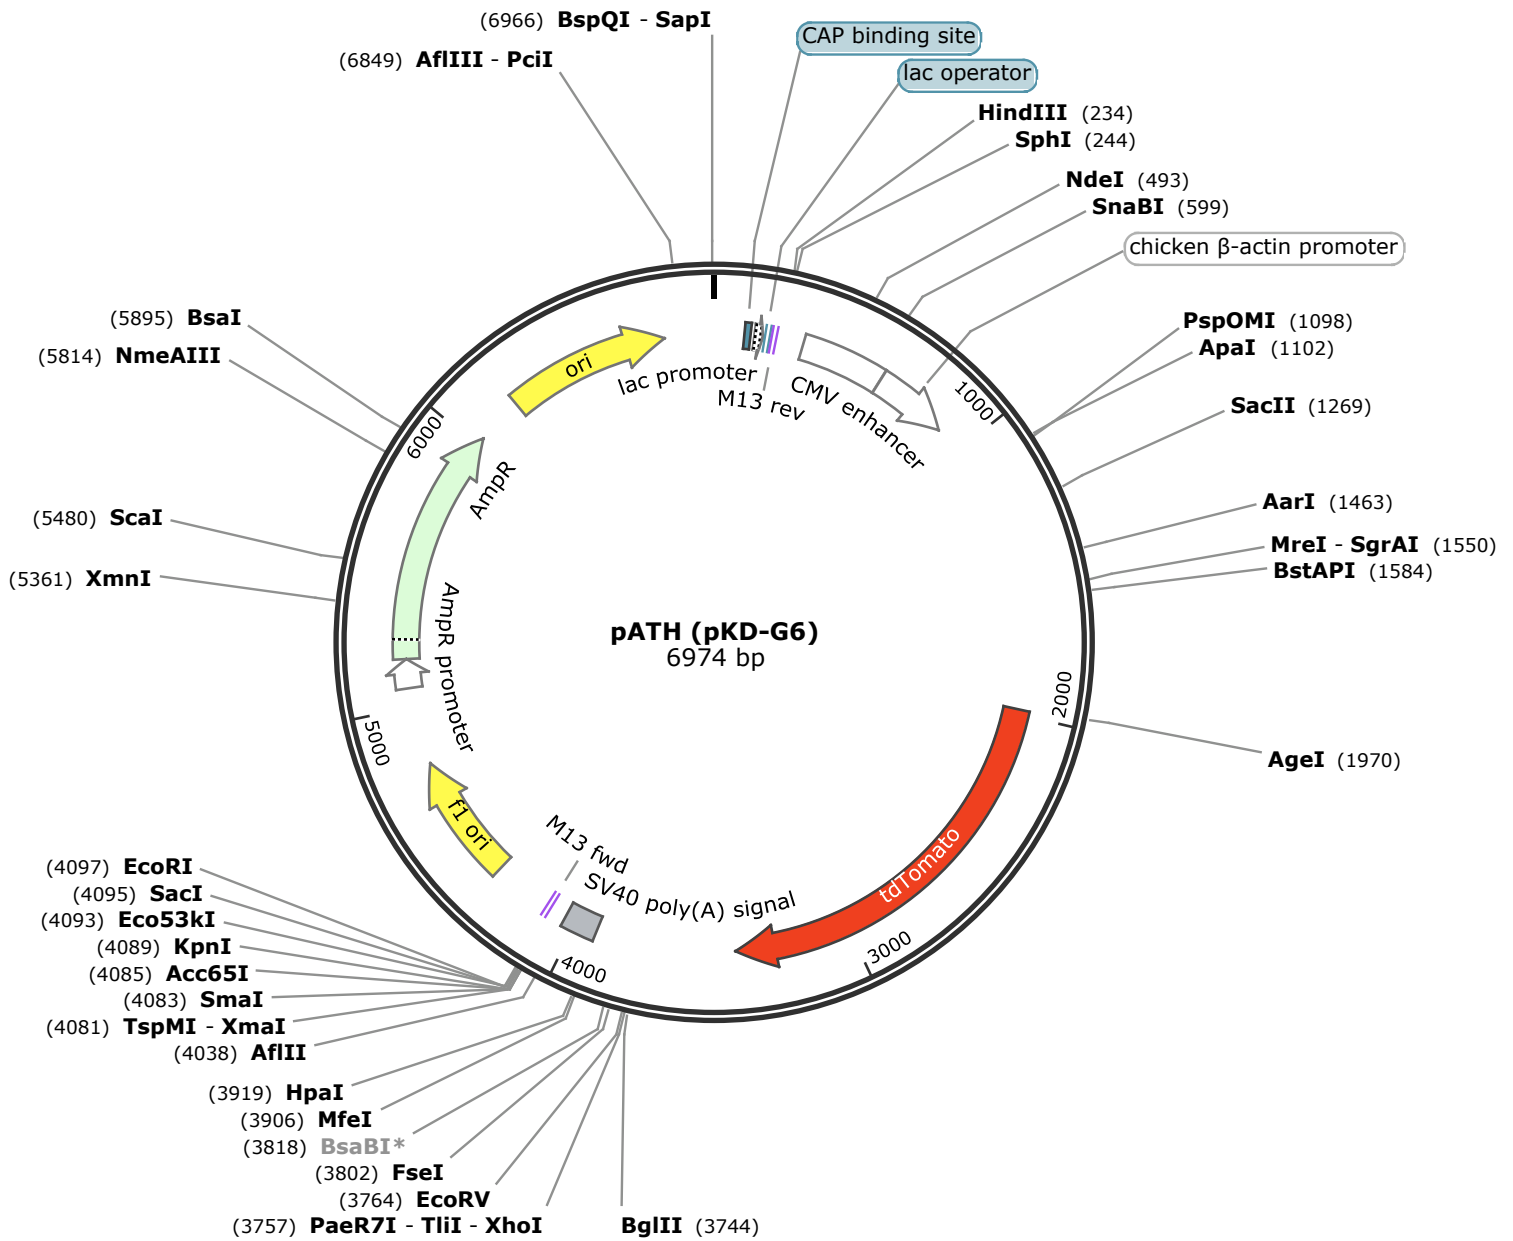 (6966) BspQI - SapI
(6849) AflIII - PciI
CAP binding site
lac operator
HindIII (234)
SphI (244)
NdeI (493)
SnaBI (599)
chicken β-actin promoter
PspOMI (1098)
ApaI (1102)
SacII (1269)
AarI (1463)
MreI - SgrAI (1550)
BstAPI (1584)
AgeI (1970)
(5895) BsaI
(5814) NmeAIII
(5480) ScaI
(5361) XmnI
ori
lac promoter
M13 rev
CMV enhancer
1000
6000
AmpR
AmpR promoter
pATH (pKD-G6)
6974 bp
2000
5000
f1 ori
M13 fwd
SV40 poly(A) signal
tdTomato
3000
4000
(4097) EcoRI
(4095) SacI
(4093) Eco53kI
(4089) KpnI
(4085) Acc65I
(4083) SmaI
(4081) TspMI - XmaI
(4038) AflII
(3919) HpaI
(3906) MfeI
(3818) BsaBI*
(3802) FseI
(3764) EcoRV
(3757) PaeR7I - TliI - XhoI
BglII (3744)